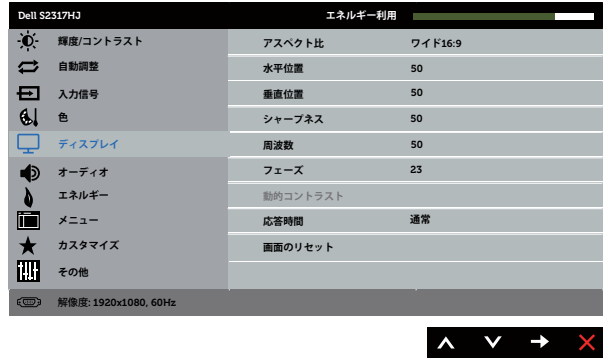 Dell S2317HJ エネルギー利用
輝度/コントラスト アスペクト比 ワイド16:9
自動調整 水平位置 50
入力信号 垂直位置 50
色 シャープネス 50
ディスプレイ 周波数 50
オーディオ フェーズ 23
エネルギー 動的コントラスト
メニュー 応答時間 通常
カスタマイズ 画面のリセット
その他
解像度: 1920x1080, 60Hz